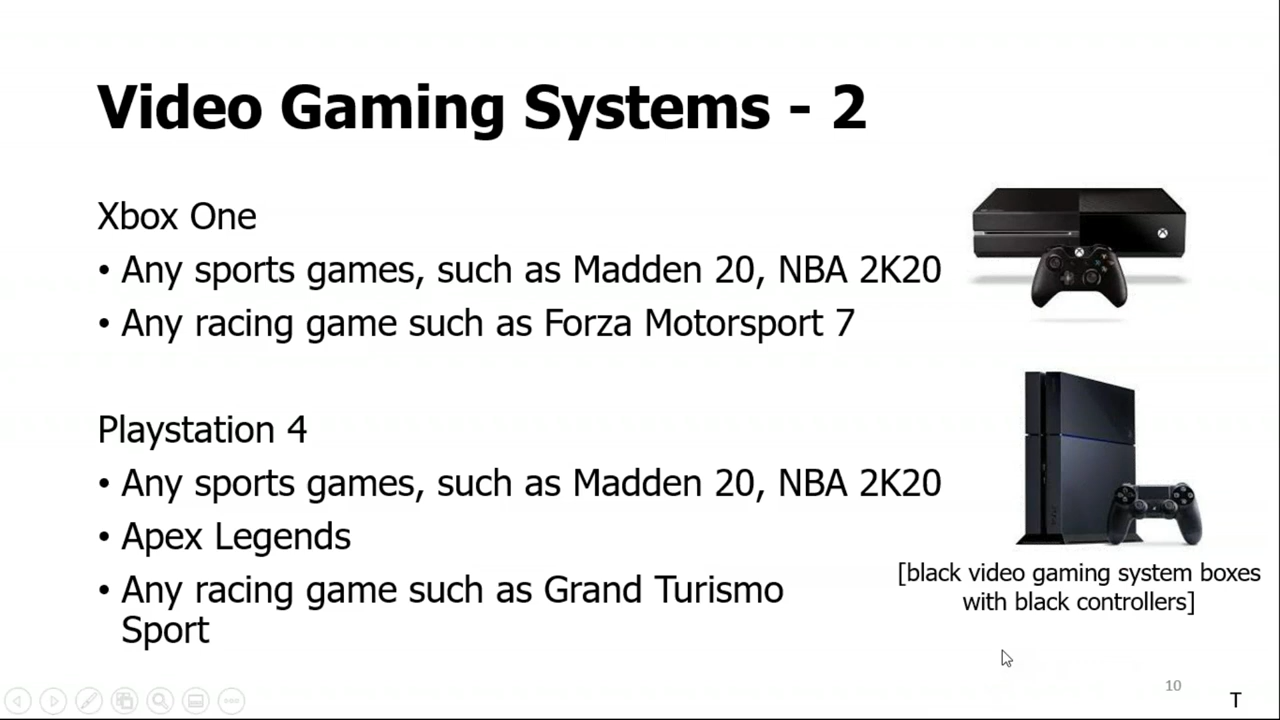 Video Gaming Systems - 2
Xbox One
• Any sports games, such as Madden 20, NBA 2K20
• Any racing game such as Forza Motorsport 7
Playstation 4
• Any sports games, such as Madden 20, NBA 2K20
• Apex Legends
• Any racing game such as Grand Turismo
Sport
[black video gaming system boxes
with black controllers]
10
T